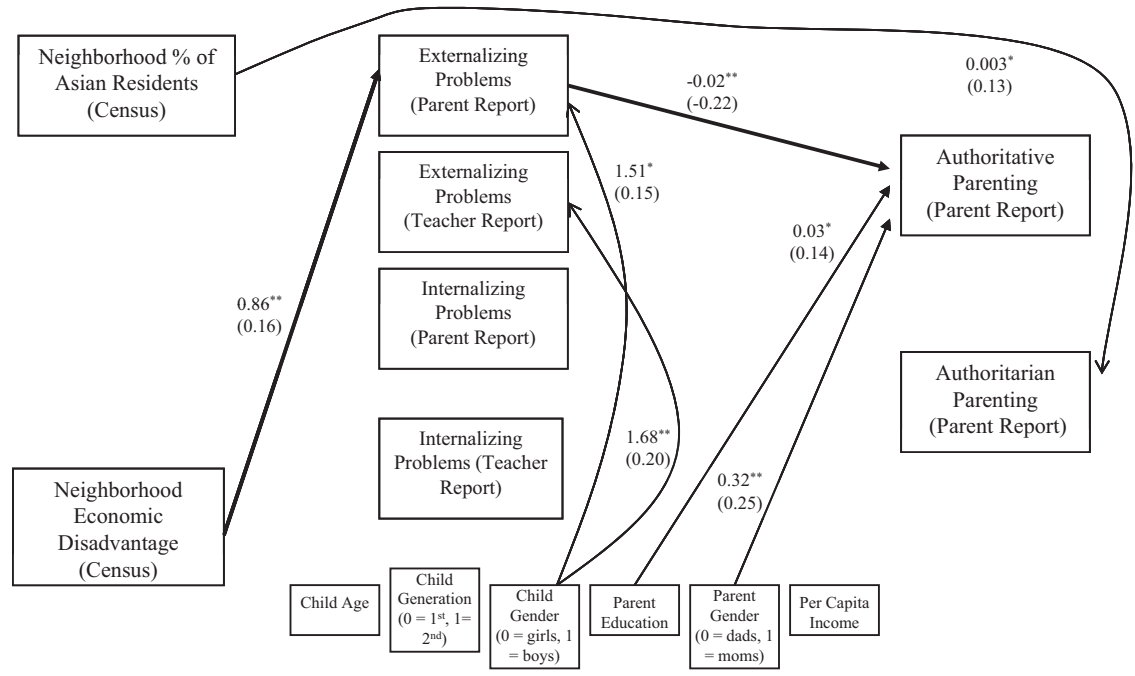 Neighborhood % of
Asian Residents
(Census)
Externalizing
Problems
(Parent Report)
-0.02**
(-0.22)
0.003*
(0.13)
Externalizing
Problems
(Teacher Report)
1.51*
(0.15)
Authoritative
Parenting
(Parent Report)
0.03*
(0.14)
0.86**
(0.16)
Internalizing
Problems
(Parent Report)
Authoritarian
Parenting
(Parent Report)
Internalizing
Problems (Teacher
Report)
1.68**
(0.20)
0.32**
(0.25)
Neighborhood
Economic
Disadvantage
(Census)
Child Age
Child
Generation
(0 = 1st, 1=
2nd)
Child
Gender
(0 = girls, 1
= boys)
Parent
Education
Parent
Gender
(0 = dads, 1
= moms)
Per Capita
Income